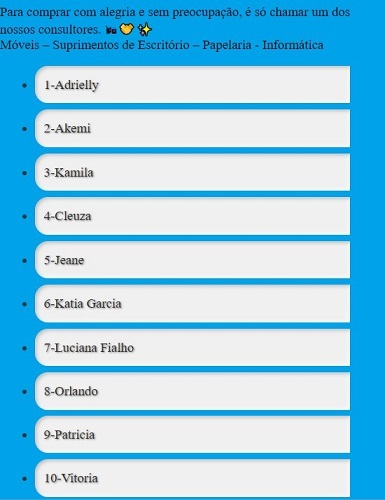 Para comprar com alegria e sem preocupação, é só chamar um dos
nossos consultores. 💛✨
Móveis – Suprimentos de Escritório – Papelaria - Informática
1-Adrielly
2-Akemi
3-Kamila
4-Cleuza
5-Jeane
6-Katia Garcia
7-Luciana Fialho
8-Orlando
9-Patricia
10-Vitoria